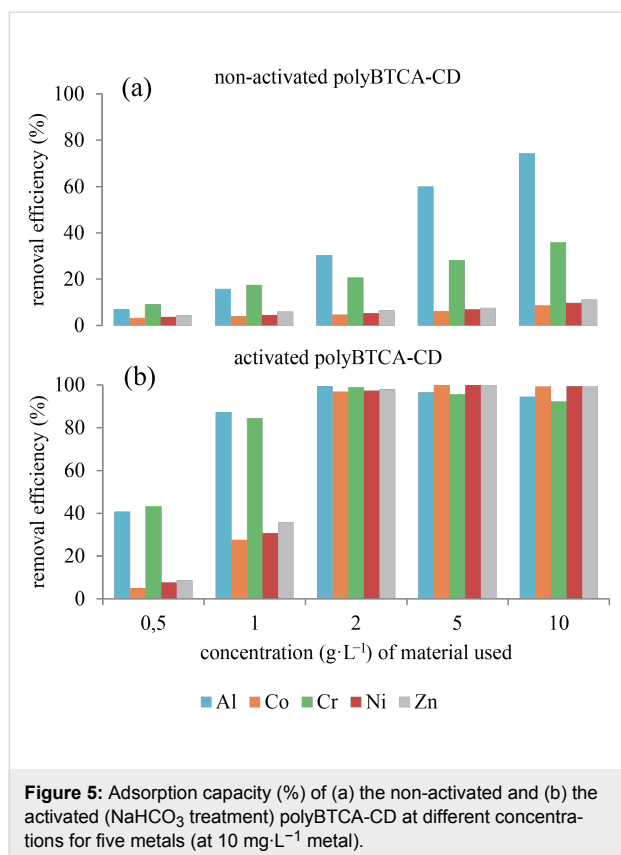 non-activated polyBTCA-CD
(a)
removal efficiency (%)
100
80
60
40
20
0
activated polyBTCA-CD
(b)
removal efficiency (%)
100
80
60
40
20
0
0,5 1 2 5 10
concentration (g·L⁻¹) of material used
Al Co Cr Ni Zn
Figure 5: Adsorption capacity (%) of (a) the non-activated and (b) the
activated (NaHCO₃ treatment) polyBTCA-CD at different concentra-
tions for five metals (at 10 mg·L⁻¹ metal).